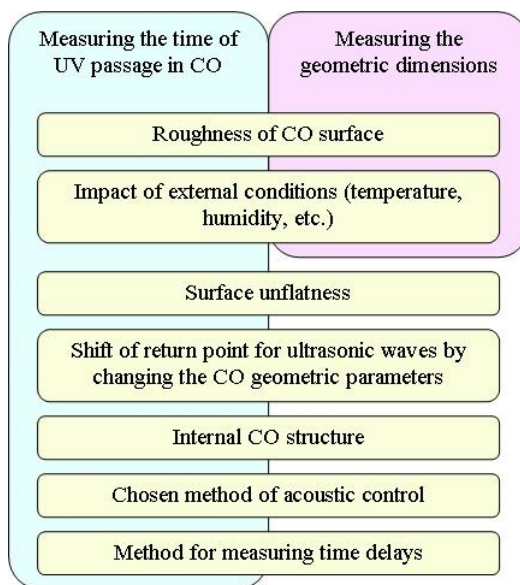 Measuring the time of
UV passage in CO
Measuring the
geometric dimensions
Roughness of CO surface
Impact of external conditions (temperature,
humidity, etc.)
Surface unflatness
Shift of return point for ultrasonic waves by
changing the CO geometric parameters
Internal CO structure
Chosen method of acoustic control
Method for measuring time delays